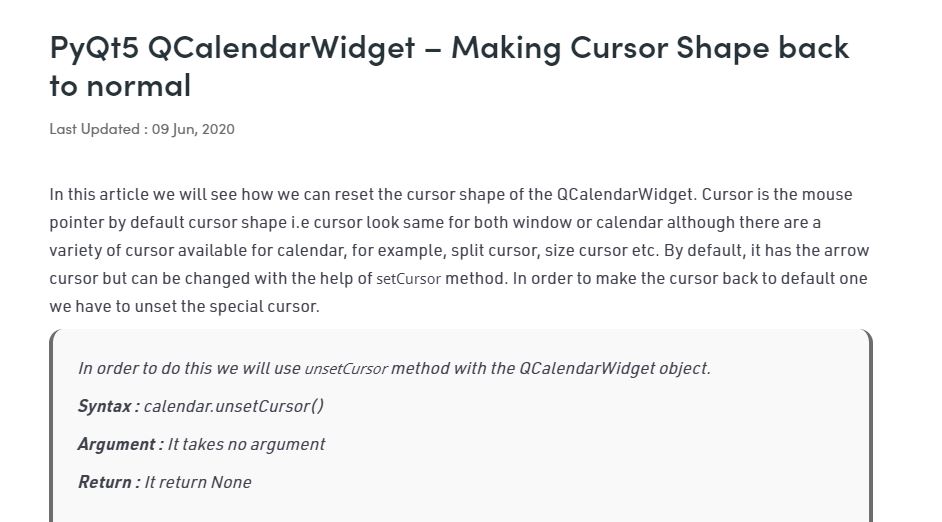 PyQt5 QCalendarWidget – Making Cursor Shape back
to normal
Last Updated : 09 Jun, 2020
In this article we will see how we can reset the cursor shape of the QCalendarWidget. Cursor is the mouse
pointer by default cursor shape i.e cursor look same for both window or calendar although there are a
variety of cursor available for calendar, for example, split cursor, size cursor etc. By default, it has the arrow
cursor but can be changed with the help of setCursor method. In order to make the cursor back to default one
we have to unset the special cursor.
In order to do this we will use unsetCursor method with the QCalendarWidget object.
Syntax : calendar.unsetCursor()
Argument : It takes no argument
Return : It return None